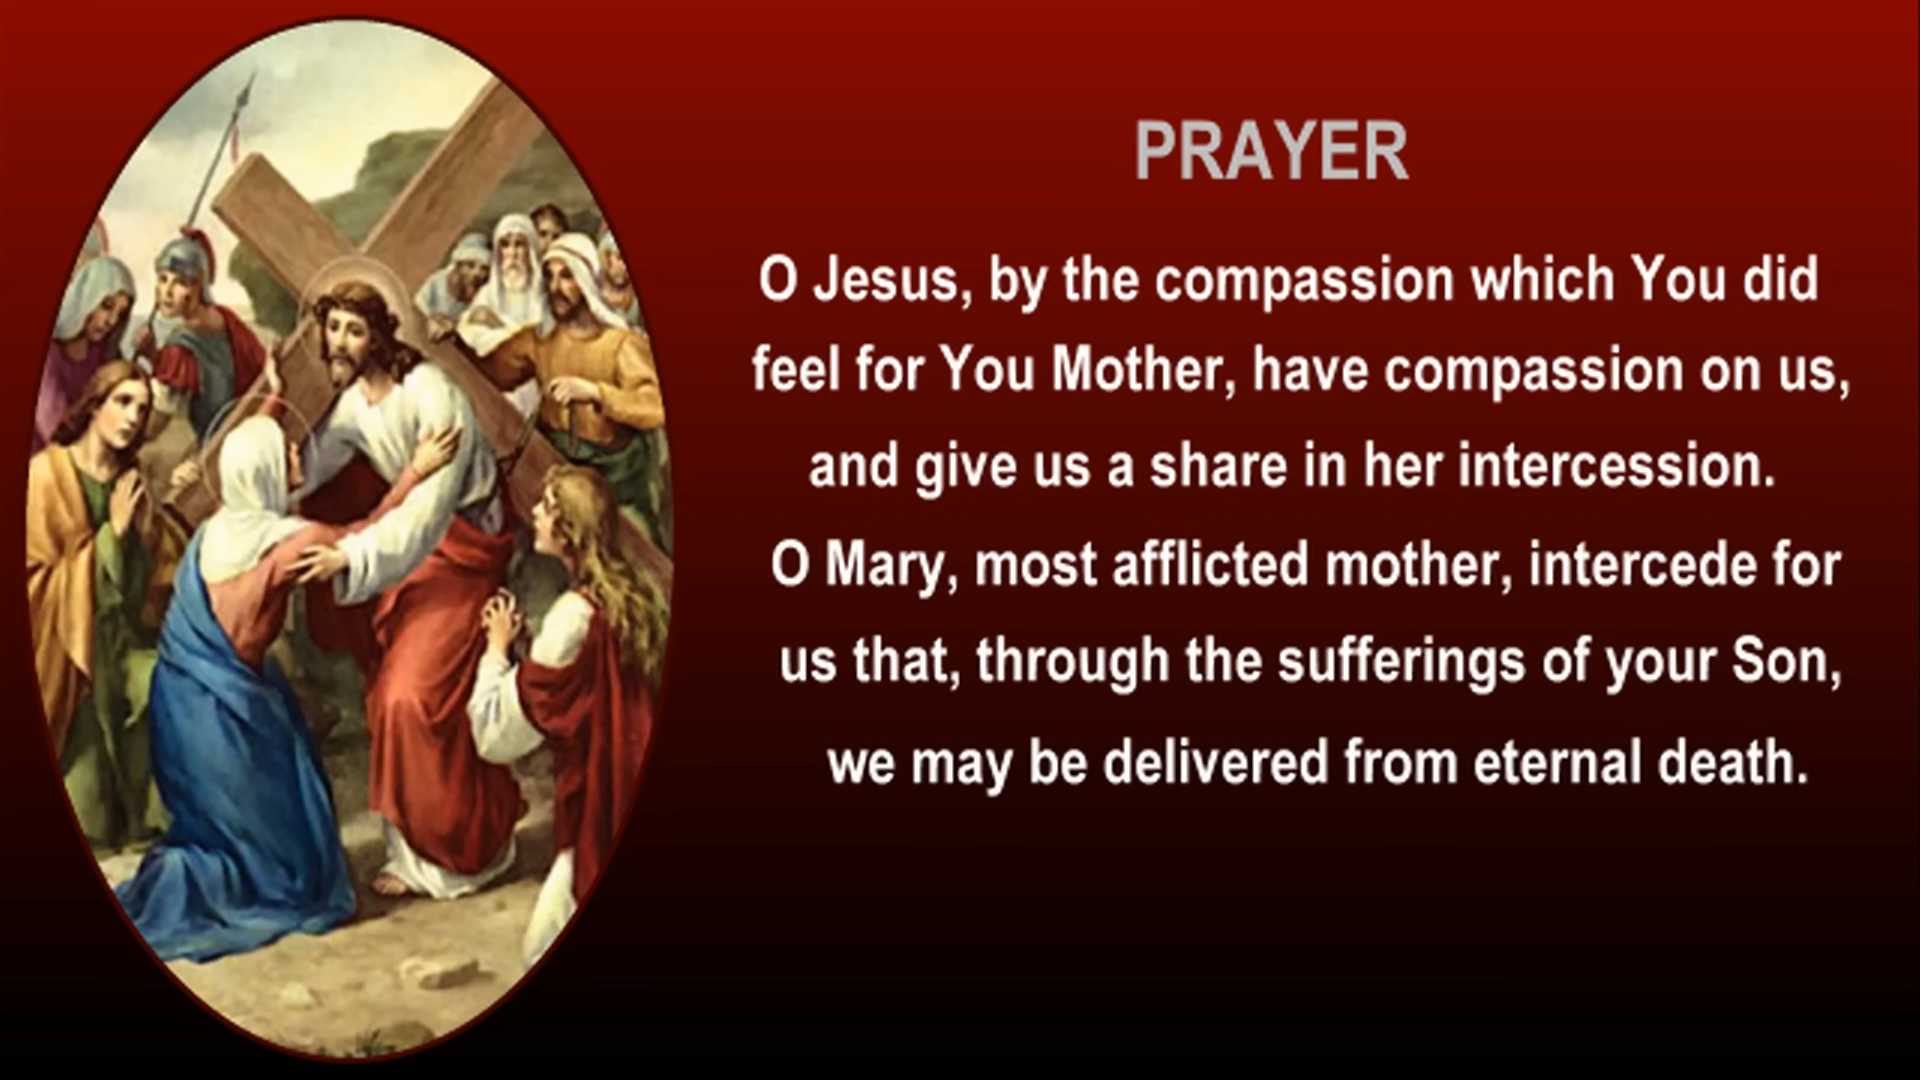 PRAYER
O Jesus, by the compassion which You did
feel for You Mother, have compassion on us,
and give us a share in her intercession.
O Mary, most afflicted mother, intercede for
us that, through the sufferings of your Son,
we may be delivered from eternal death.